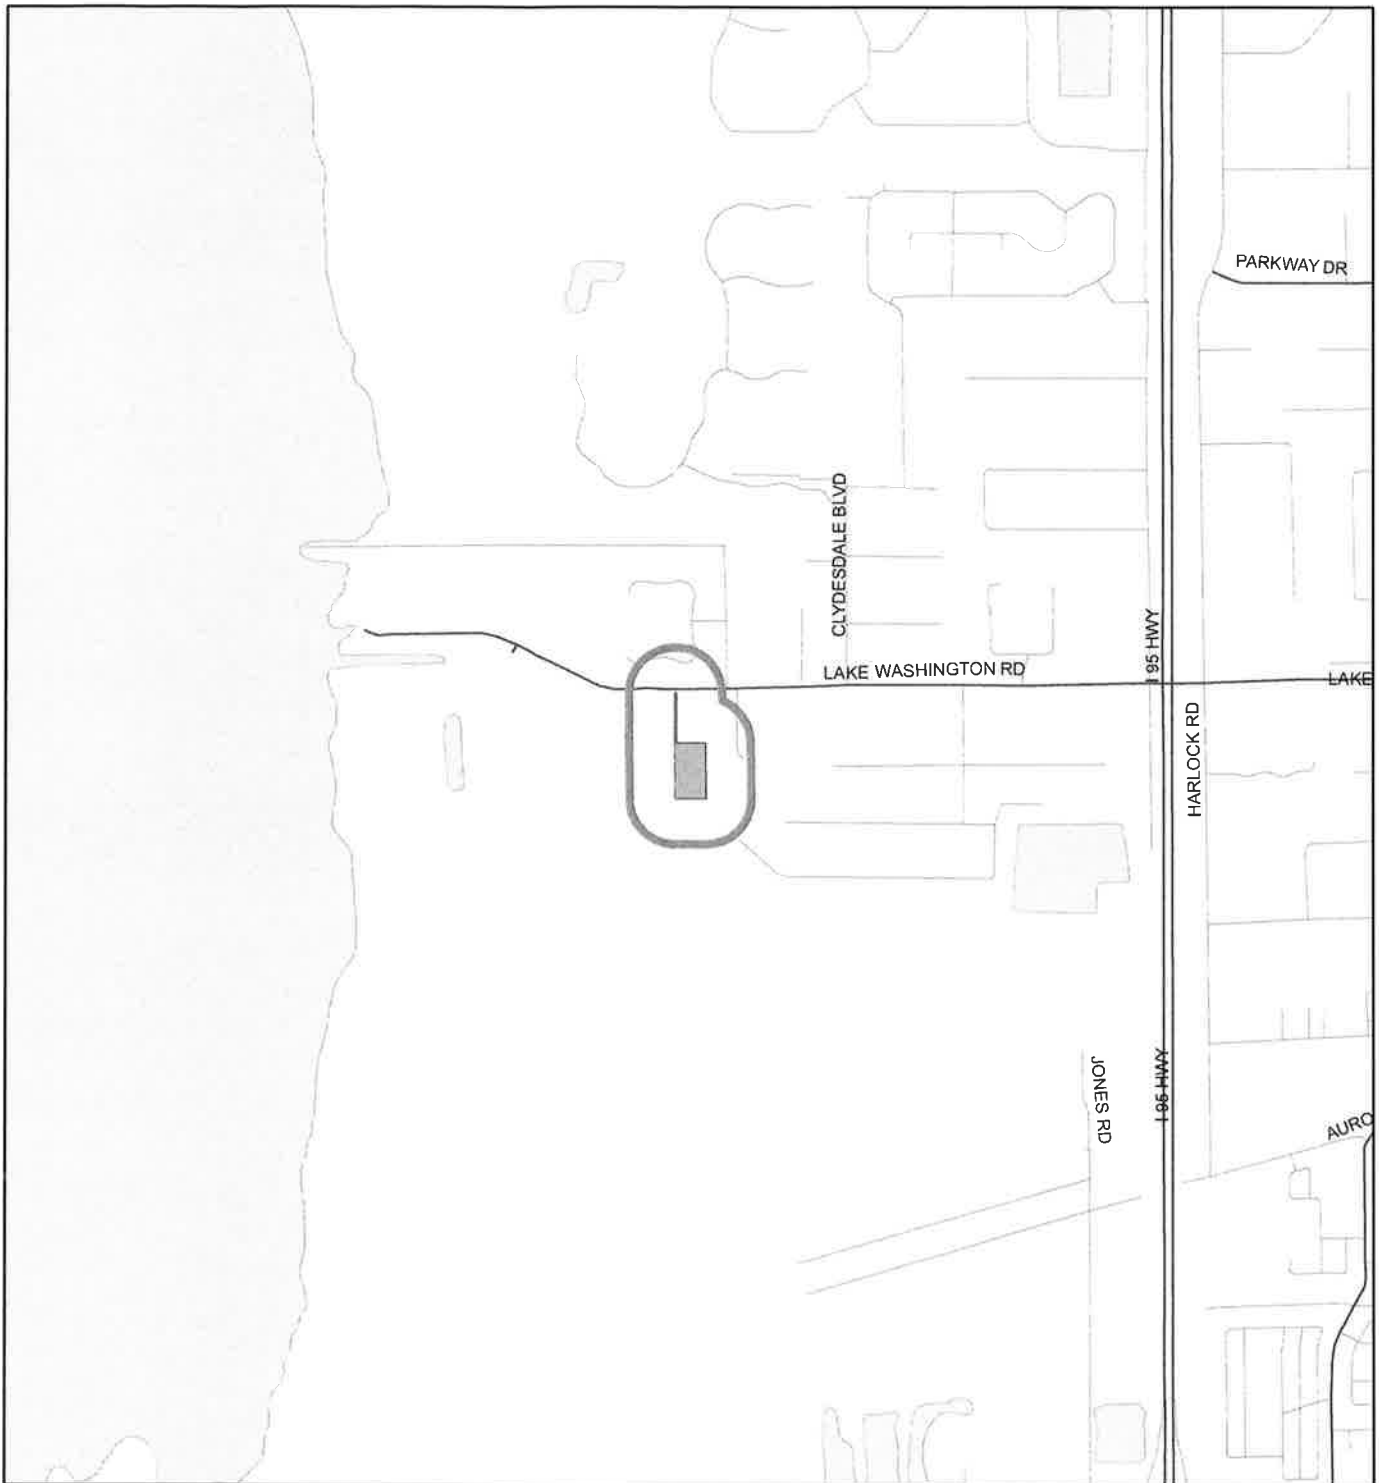 PARKWAY DR
CLYDESDALE BLVD
I 95 HWY
LAKE WASHINGTON RD
LAKE
HARLOCK RD
JONES RD
I 95 HWY
AURO